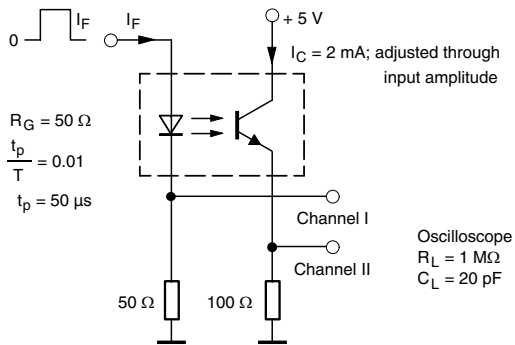 0
I_F
I_F
+ 5 V
I_C = 2 mA; adjusted through
input amplitude
R_G = 50 Ω
t_p
T
= 0.01
t_p = 50 µs
Channel I
Channel II
50 Ω
100 Ω
Oscilloscope
R_L = 1 MΩ
C_L = 20 pF